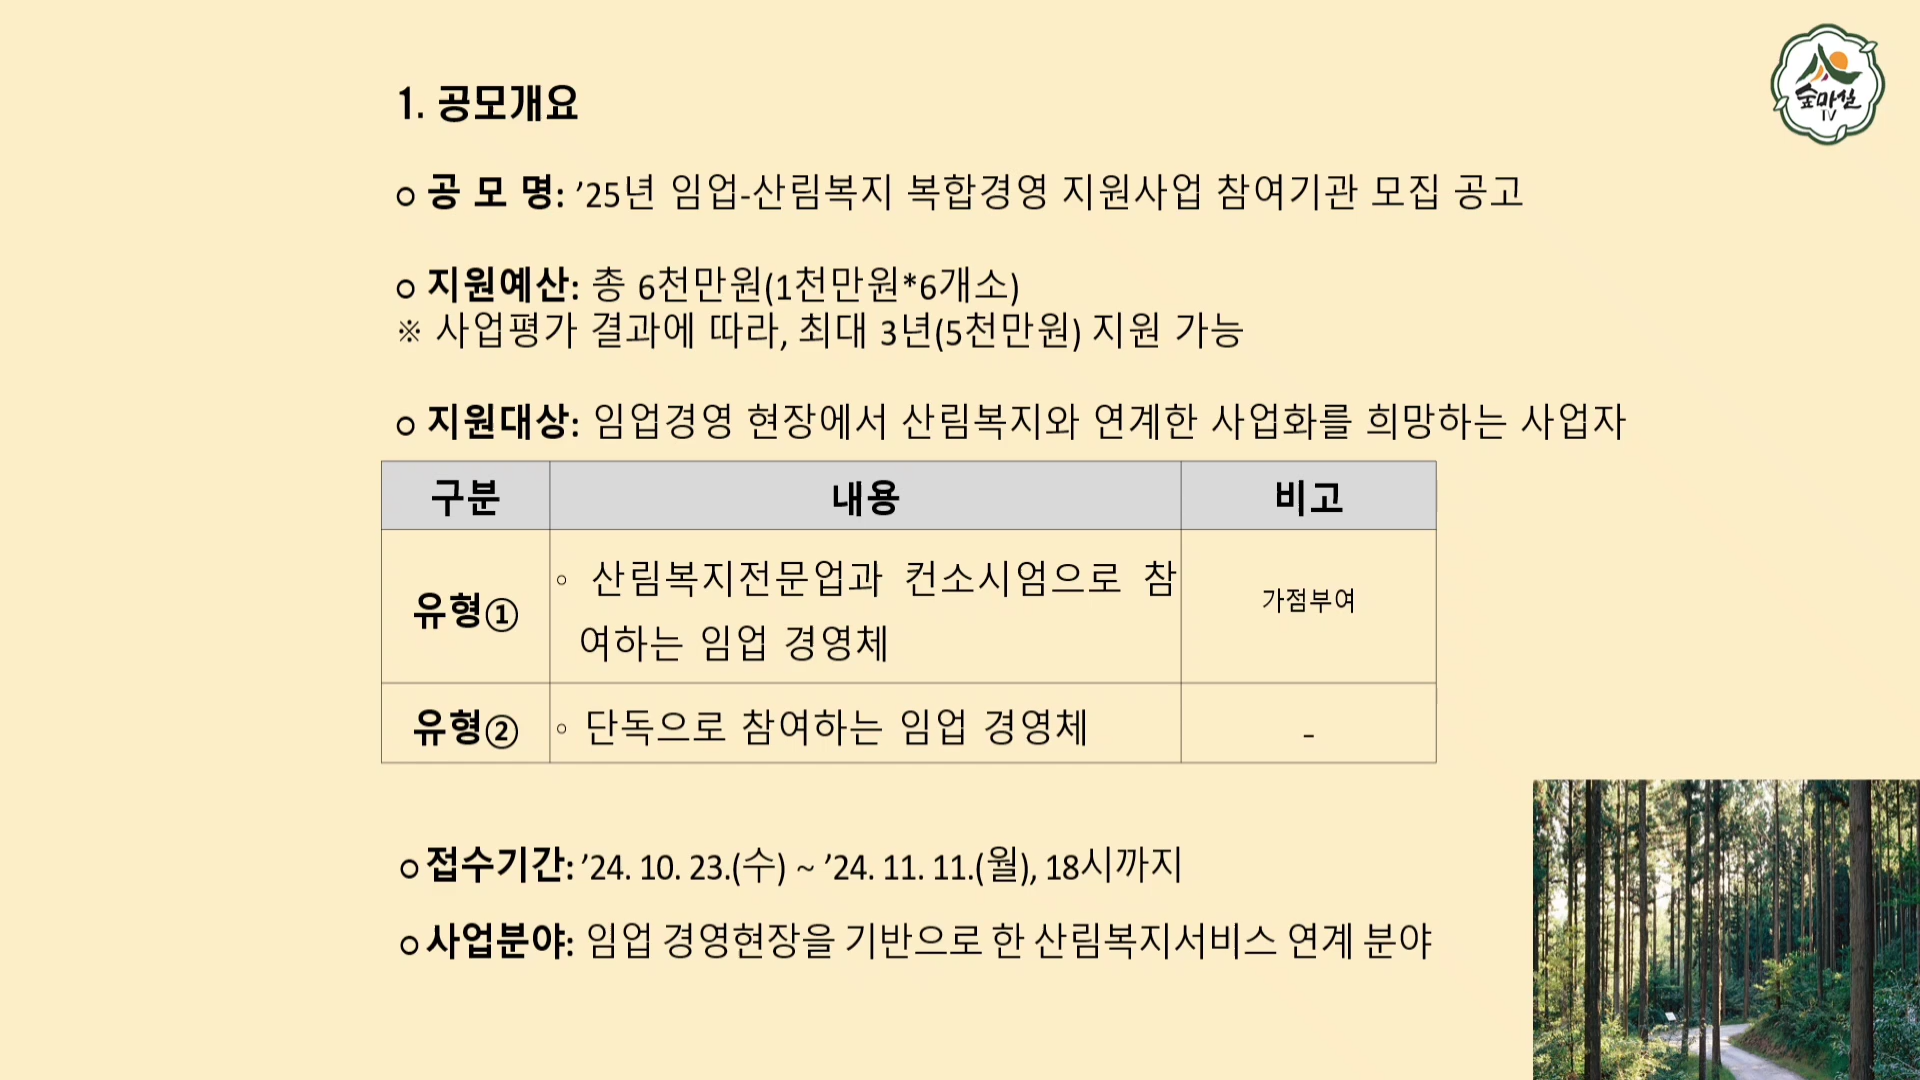 숲마실
TV
1. 공모개요
○ 공 모 명: ’25년 임업-산림복지 복합경영 지원사업 참여기관 모집 공고
○ 지원예산: 총 6천만원(1천만원*6개소)
※ 사업평가 결과에 따라, 최대 3년(5천만원) 지원 가능
○ 지원대상: 임업경영 현장에서 산림복지와 연계한 사업화를 희망하는 사업자
구분 내용 비고
유형① ◦ 산림복지전문업과 컨소시엄으로 참 가점부여
여하는 임업 경영체
유형② ◦ 단독으로 참여하는 임업 경영체 -
○ 접수기간: ’24. 10. 23.(수) ~ ’24. 11. 11.(월), 18시까지
○ 사업분야: 임업 경영현장을 기반으로 한 산림복지서비스 연계 분야